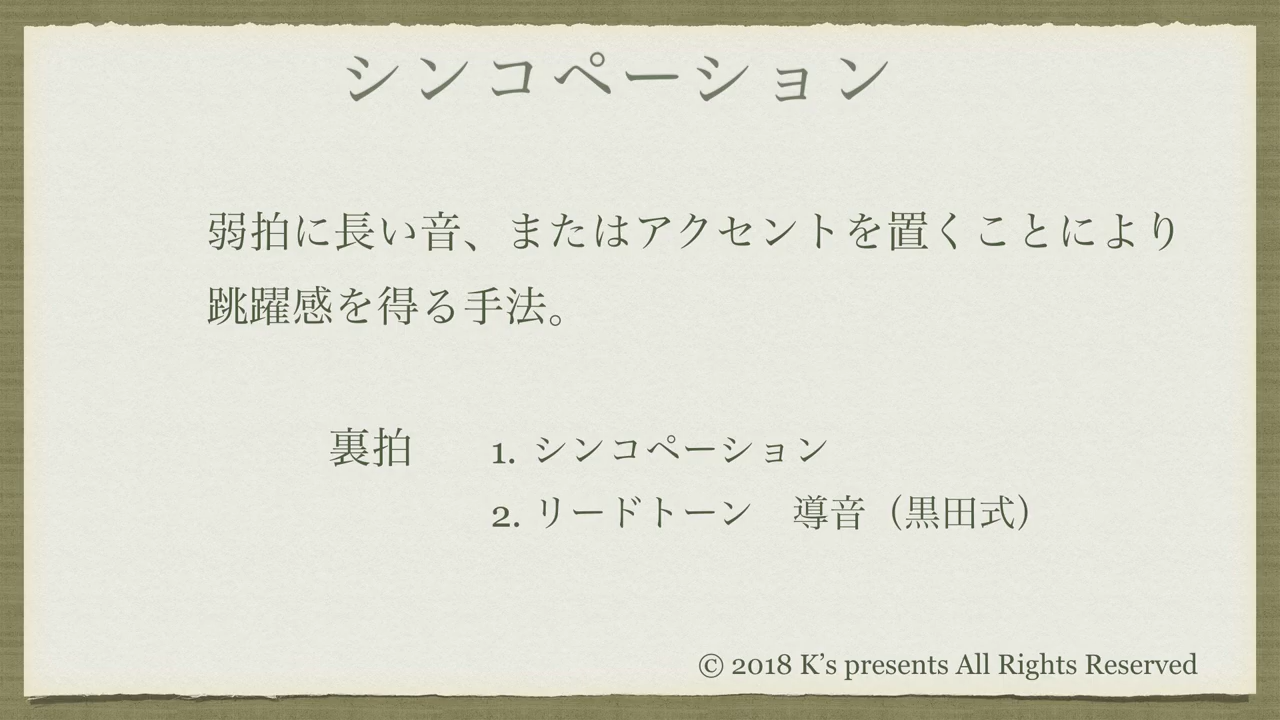 シンコペーション
弱拍に長い音、またはアクセントを置くことにより
跳躍感を得る手法。
裏拍　1. シンコペーション
2. リードトーン　導音（黒田式）
© 2018 K’s presents All Rights Reserved